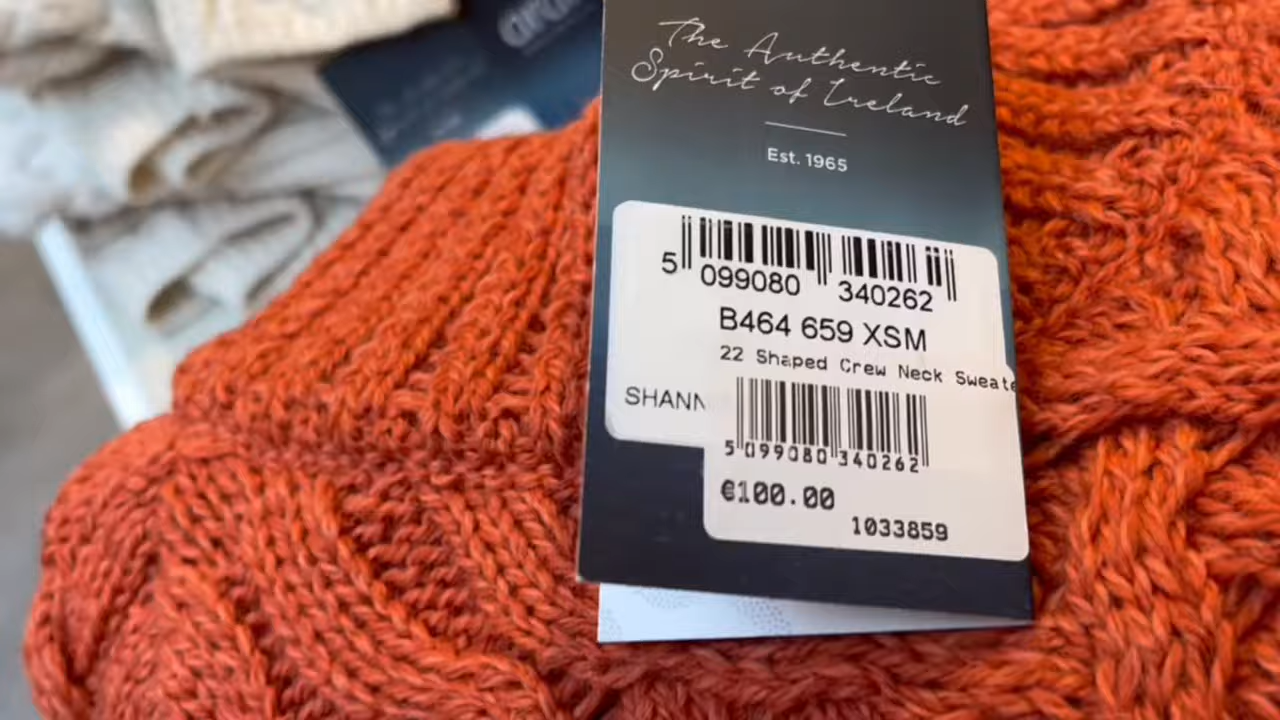 The Authentic
Spirit of Ireland
Est. 1965
5 099080 340262
B464 659 XSM
22 Shaped Crew Neck Sweate
SHANN
5 099080 340262
€100.00
1033859